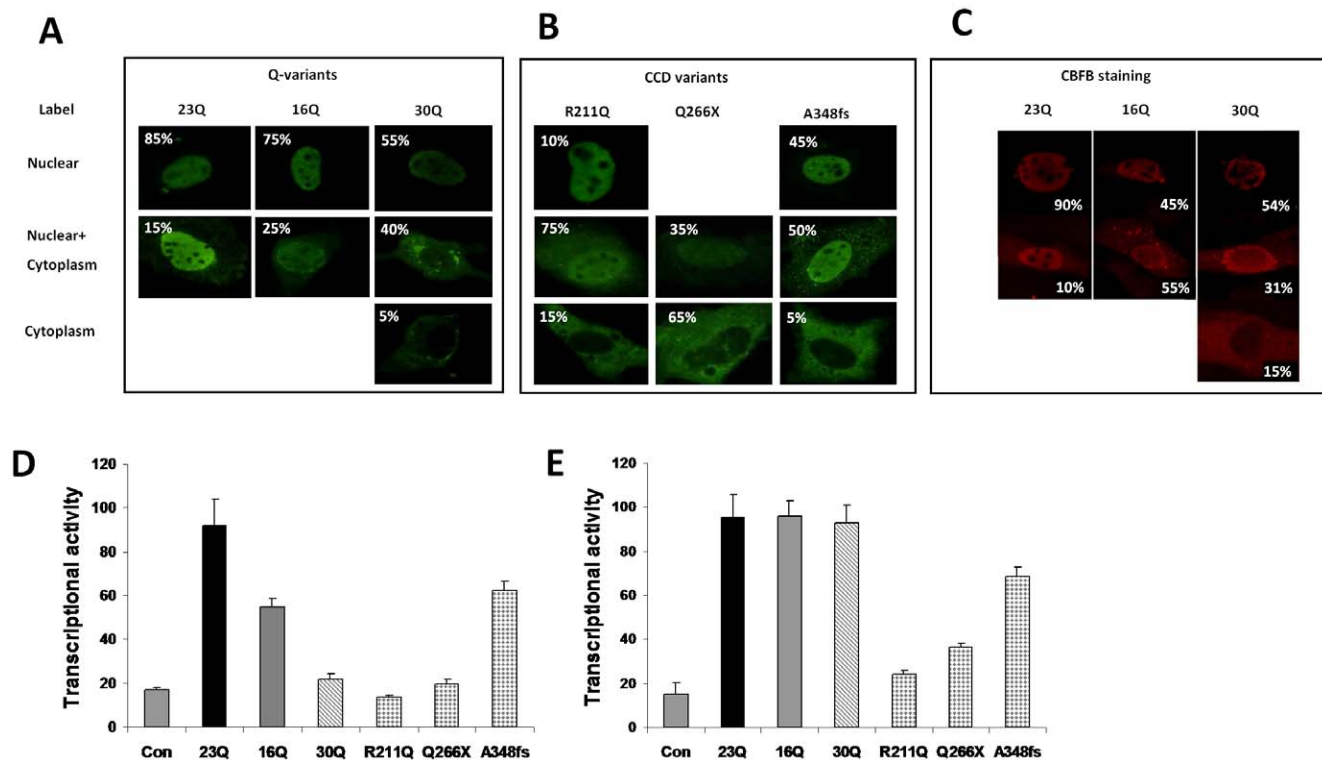 A
B
C
Q-variants
Label
23Q 16Q 30Q
Nuclear
85% 75% 55%
Nuclear+
Cytoplasm
15% 25% 40%
Cytoplasm
5%
CCD variants
R211Q Q266X A348fs
10% 45%
75% 35% 50%
15% 65% 5%
CBFB staining
23Q 16Q 30Q
90% 45% 54%
10% 55% 31%
15%
D
Transcriptional activity
120
100
80
60
40
20
0
Con 23Q 16Q 30Q R211Q Q266X A348fs
E
Transcriptional activity
120
100
80
60
40
20
0
Con 23Q 16Q 30Q R211Q Q266X A348fs